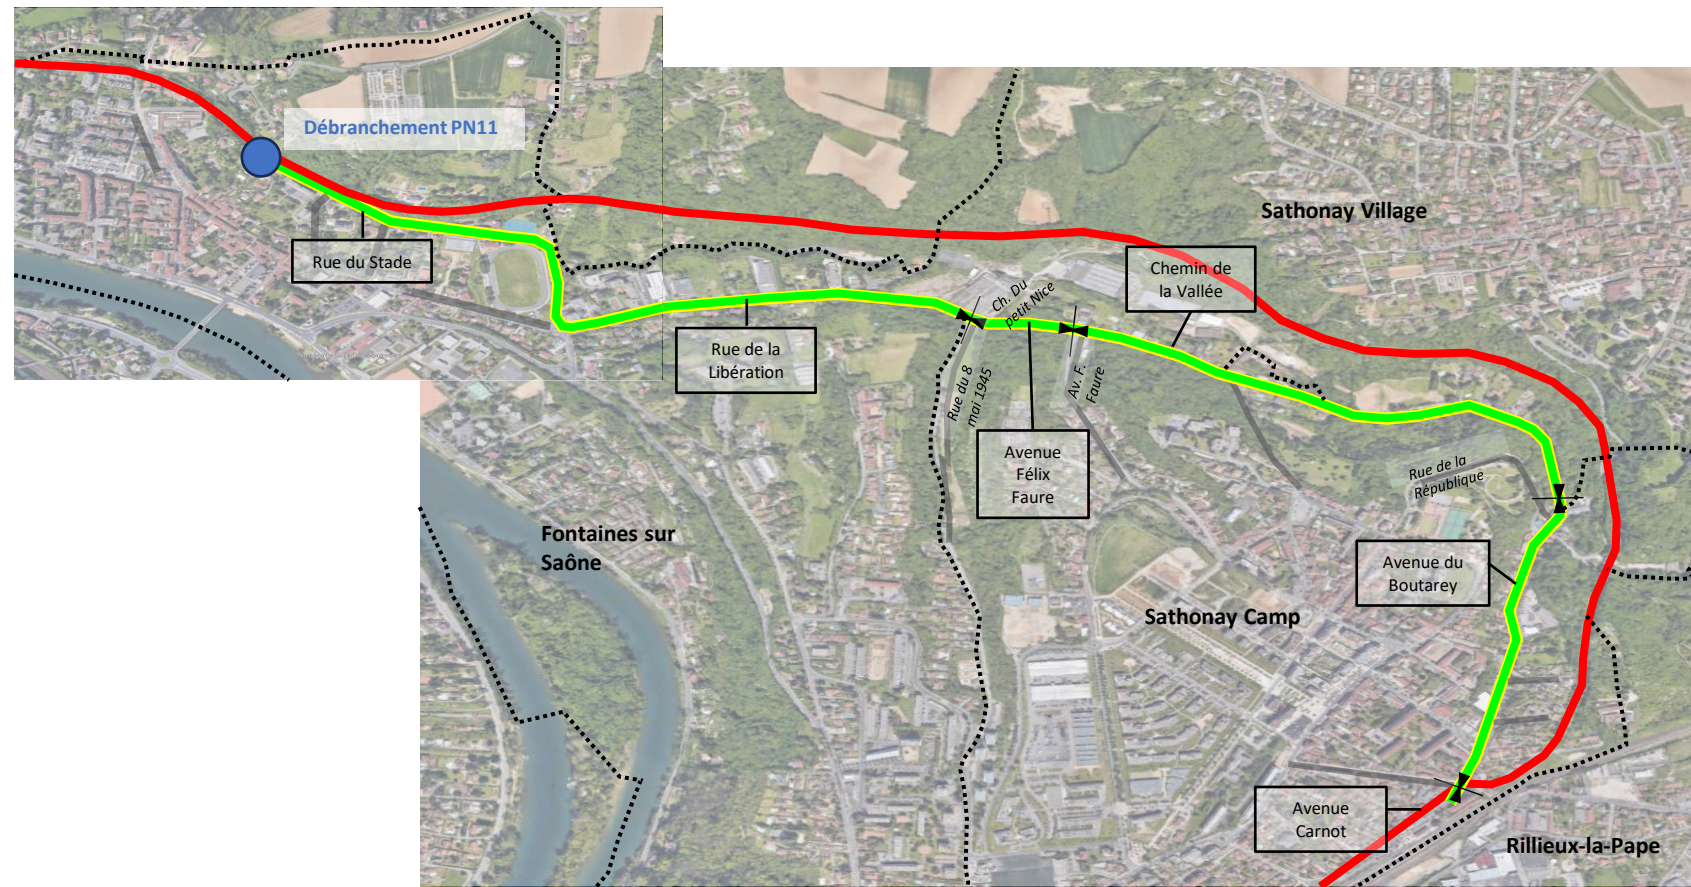 Débranchement PN11
Sathonay Village
Rue du Stade
Chemin de
la Vallée
Ch. Du
petit Nice
Rue de la
Libération
Rue du 8
mai 1945
Av. F.
Faure
Avenue
Félix
Faure
Rue de la
République
Fontaines sur
Saône
Avenue du
Boutarey
Sathonay Camp
Avenue
Carnot
Rillieux-la-Pape